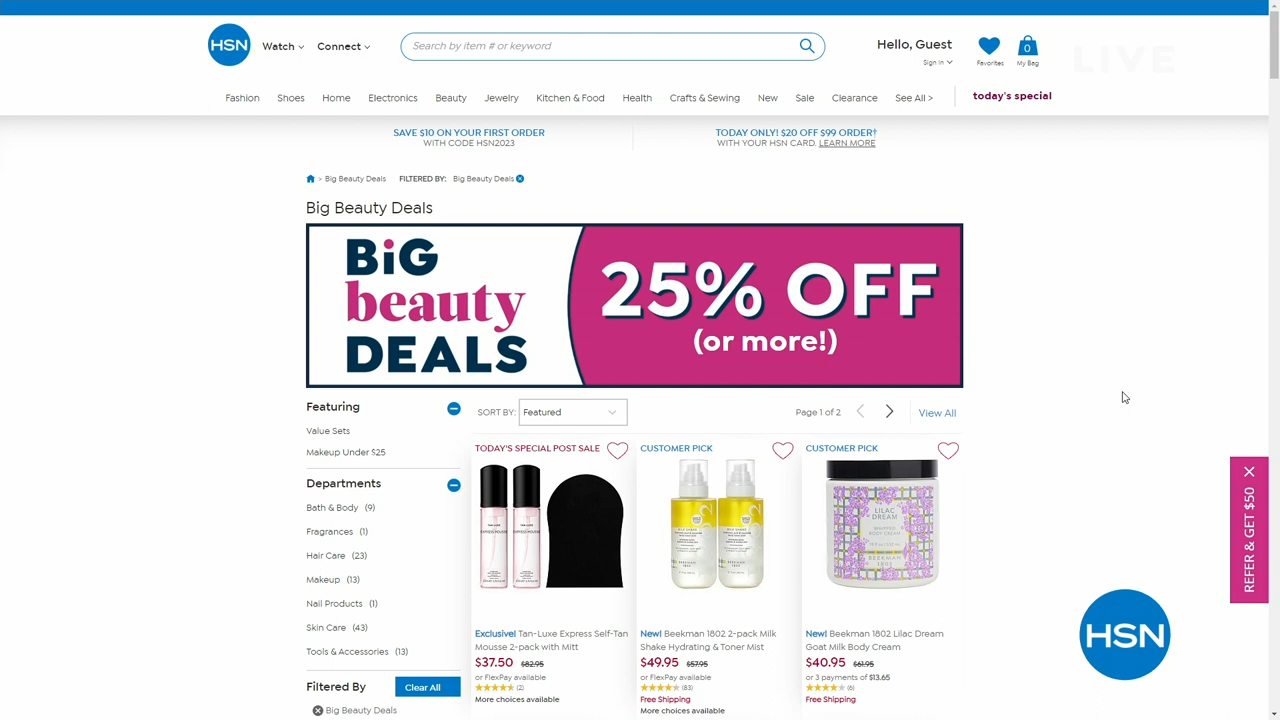 HSN
Watch
Connect
Search by item # or keyword
Hello, Guest
Sign In
Favorites
0
My Bag
LIVE
Fashion
Shoes
Home
Electronics
Beauty
Jewelry
Kitchen & Food
Health
Crafts & Sewing
New
Sale
Clearance
See All >
today's special
SAVE $10 ON YOUR FIRST ORDER
WITH CODE HSN2023
TODAY ONLY! $20 OFF $99 ORDER†
WITH YOUR HSN CARD. LEARN MORE
> Big Beauty Deals
FILTERED BY: Big Beauty Deals
Big Beauty Deals
BiG
beauty
DEALS
25% OFF
(or more!)
Featuring
Value Sets
Makeup Under $25
Departments
Bath & Body (9)
Fragrances (1)
Hair Care (23)
Makeup (13)
Nail Products (1)
Skin Care (43)
Tools & Accessories (13)
Filtered By
Clear All
Big Beauty Deals
SORT BY: Featured
Page 1 of 2
View All
TODAY'S SPECIAL POST SALE
Exclusive! Tan-Luxe Express Self-Tan
Mousse 2-pack with Mitt
$37.50 $82.95
or FlexPay available
(2)
More choices available
CUSTOMER PICK
New! Beekman 1802 2-pack Milk
Shake Hydrating & Toner Mist
$49.95 $57.95
or FlexPay available
(83)
Free Shipping
More choices available
CUSTOMER PICK
LILAC
DREAM
WHIPPED
BODY CREAM
BEEKMAN
1802
New! Beekman 1802 Lilac Dream
Goat Milk Body Cream
$40.95 $61.95
or 3 payments of $13.65
(6)
Free Shipping
REFER & GET $50
HSN